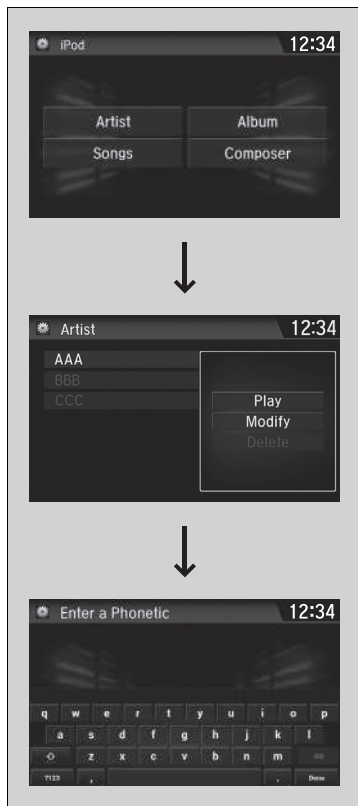 iPod 12:34
Artist Album
Songs Composer
Artist 12:34
AAA
BBB
CCC
Play
Modify
Delete
Enter a Phonetic 12:34
q w e r t y u i o p
a s d f g h j k l
z x c v b n m
?123 , . Done